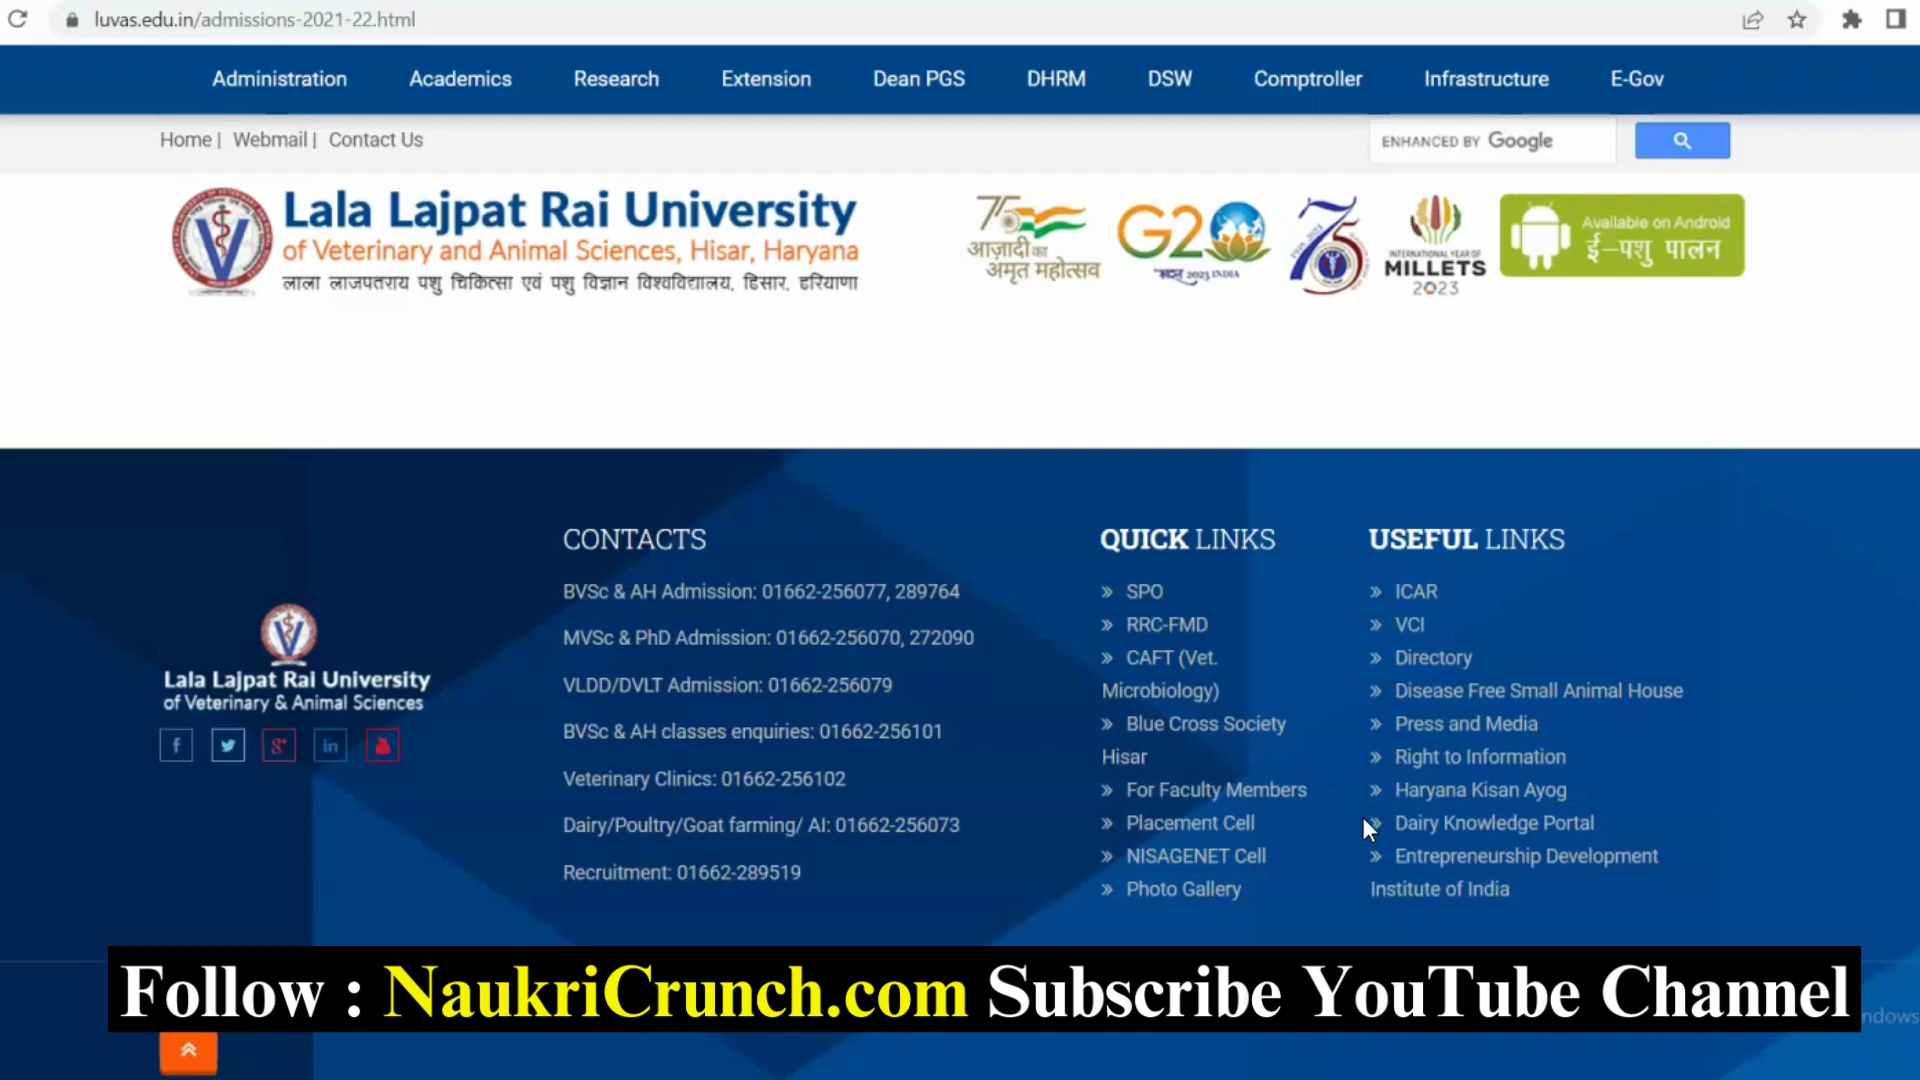 luvas.edu.in/admissions-2021-22.html
Administration Academics Research Extension Dean PGS DHRM DSW Comptroller Infrastructure E-Gov
Home | Webmail | Contact Us
ENHANCED BY Google
Lala Lajpat Rai University
of Veterinary and Animal Sciences, Hisar, Haryana
लाला लाजपतराय पशु चिकित्सा एवं पशु विज्ञान विश्वविद्यालय, हिसार, हरियाणा
75
आज़ादी का
अमृत महोत्सव
G20
2023 INDIA
75
INTERNATIONAL YEAR OF
MILLETS
2023
Available on Android
ई-पशु पालन
CONTACTS
BVSc & AH Admission: 01662-256077, 289764
MVSc & PhD Admission: 01662-256070, 272090
VLDD/DVLT Admission: 01662-256079
BVSc & AH classes enquiries: 01662-256101
Veterinary Clinics: 01662-256102
Dairy/Poultry/Goat farming/ AI: 01662-256073
Recruitment: 01662-289519
QUICK LINKS
» SPO
» RRC-FMD
» CAFT (Vet.
Microbiology)
» Blue Cross Society
Hisar
» For Faculty Members
» Placement Cell
» NISAGENET Cell
» Photo Gallery
USEFUL LINKS
» ICAR
» VCI
» Directory
» Disease Free Small Animal House
» Press and Media
» Right to Information
» Haryana Kisan Ayog
» Dairy Knowledge Portal
» Entrepreneurship Development
Institute of India
Lala Lajpat Rai University
of Veterinary & Animal Sciences
Follow : NaukriCrunch.com Subscribe YouTube Channel
ndows